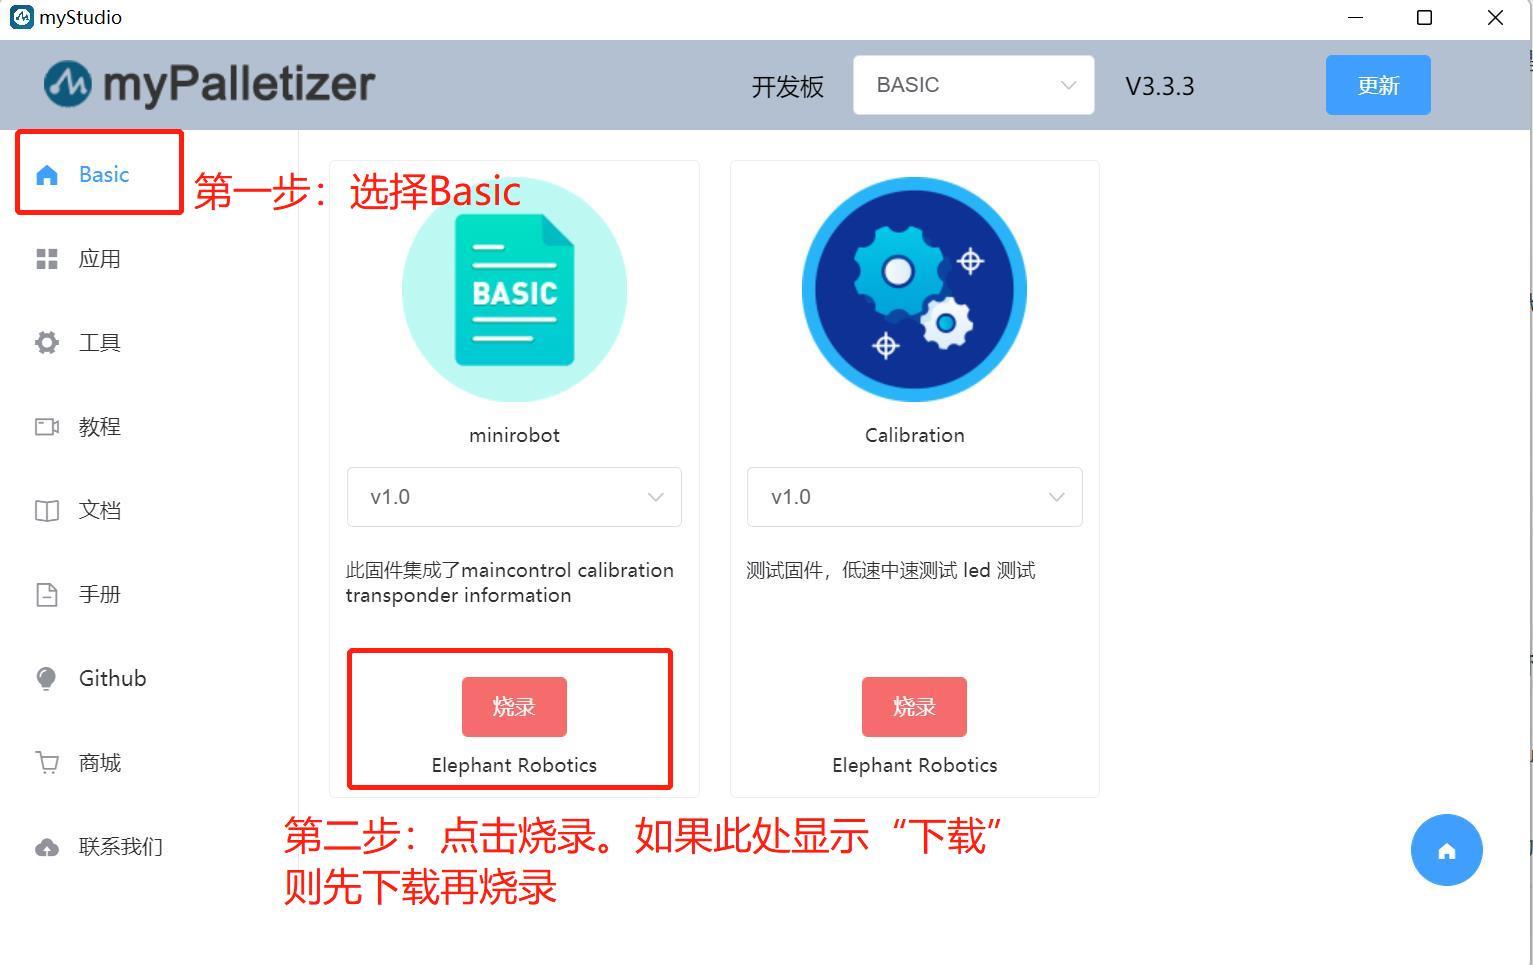 myStudio
myPalletizer
开发板
BASIC
V3.3.3
更新
Basic
第一步：选择Basic
应用
工具
教程
文档
手册
Github
商城
联系我们
BASIC
minirobot
v1.0
此固件集成了maincontrol calibration
transponder information
烧录
Elephant Robotics
Calibration
v1.0
测试固件，低速中速测试 led 测试
烧录
Elephant Robotics
第二步：点击烧录。如果此处显示“下载”
则先下载再烧录